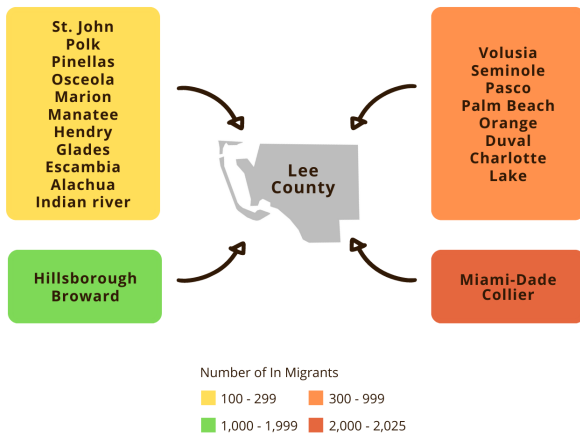 St. John
Polk
Pinellas
Osceola
Marion
Manatee
Hendry
Glades
Escambia
Alachua
Indian river
Volusia
Seminole
Pasco
Palm Beach
Orange
Duval
Charlotte
Lake
Lee
County
Hillsborough
Broward
Miami-Dade
Collier
Number of In Migrants
100 - 299
300 - 999
1,000 - 1,999
2,000 - 2,025